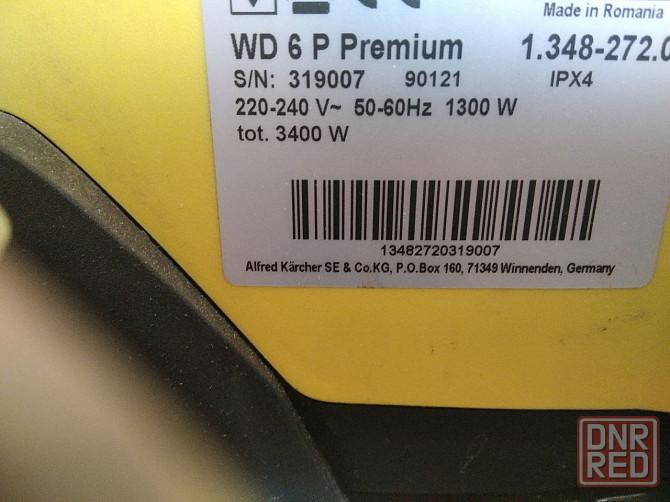 Made in Romania
WD 6 P Premium 1.348-272.0
S/N: 319007 90121 IPX4
220-240 V~ 50-60Hz 1300 W
tot. 3400 W
13482720319007
Alfred Kärcher SE & Co.KG, P.O.Box 160, 71349 Winnenden, Germany
DNR
RED